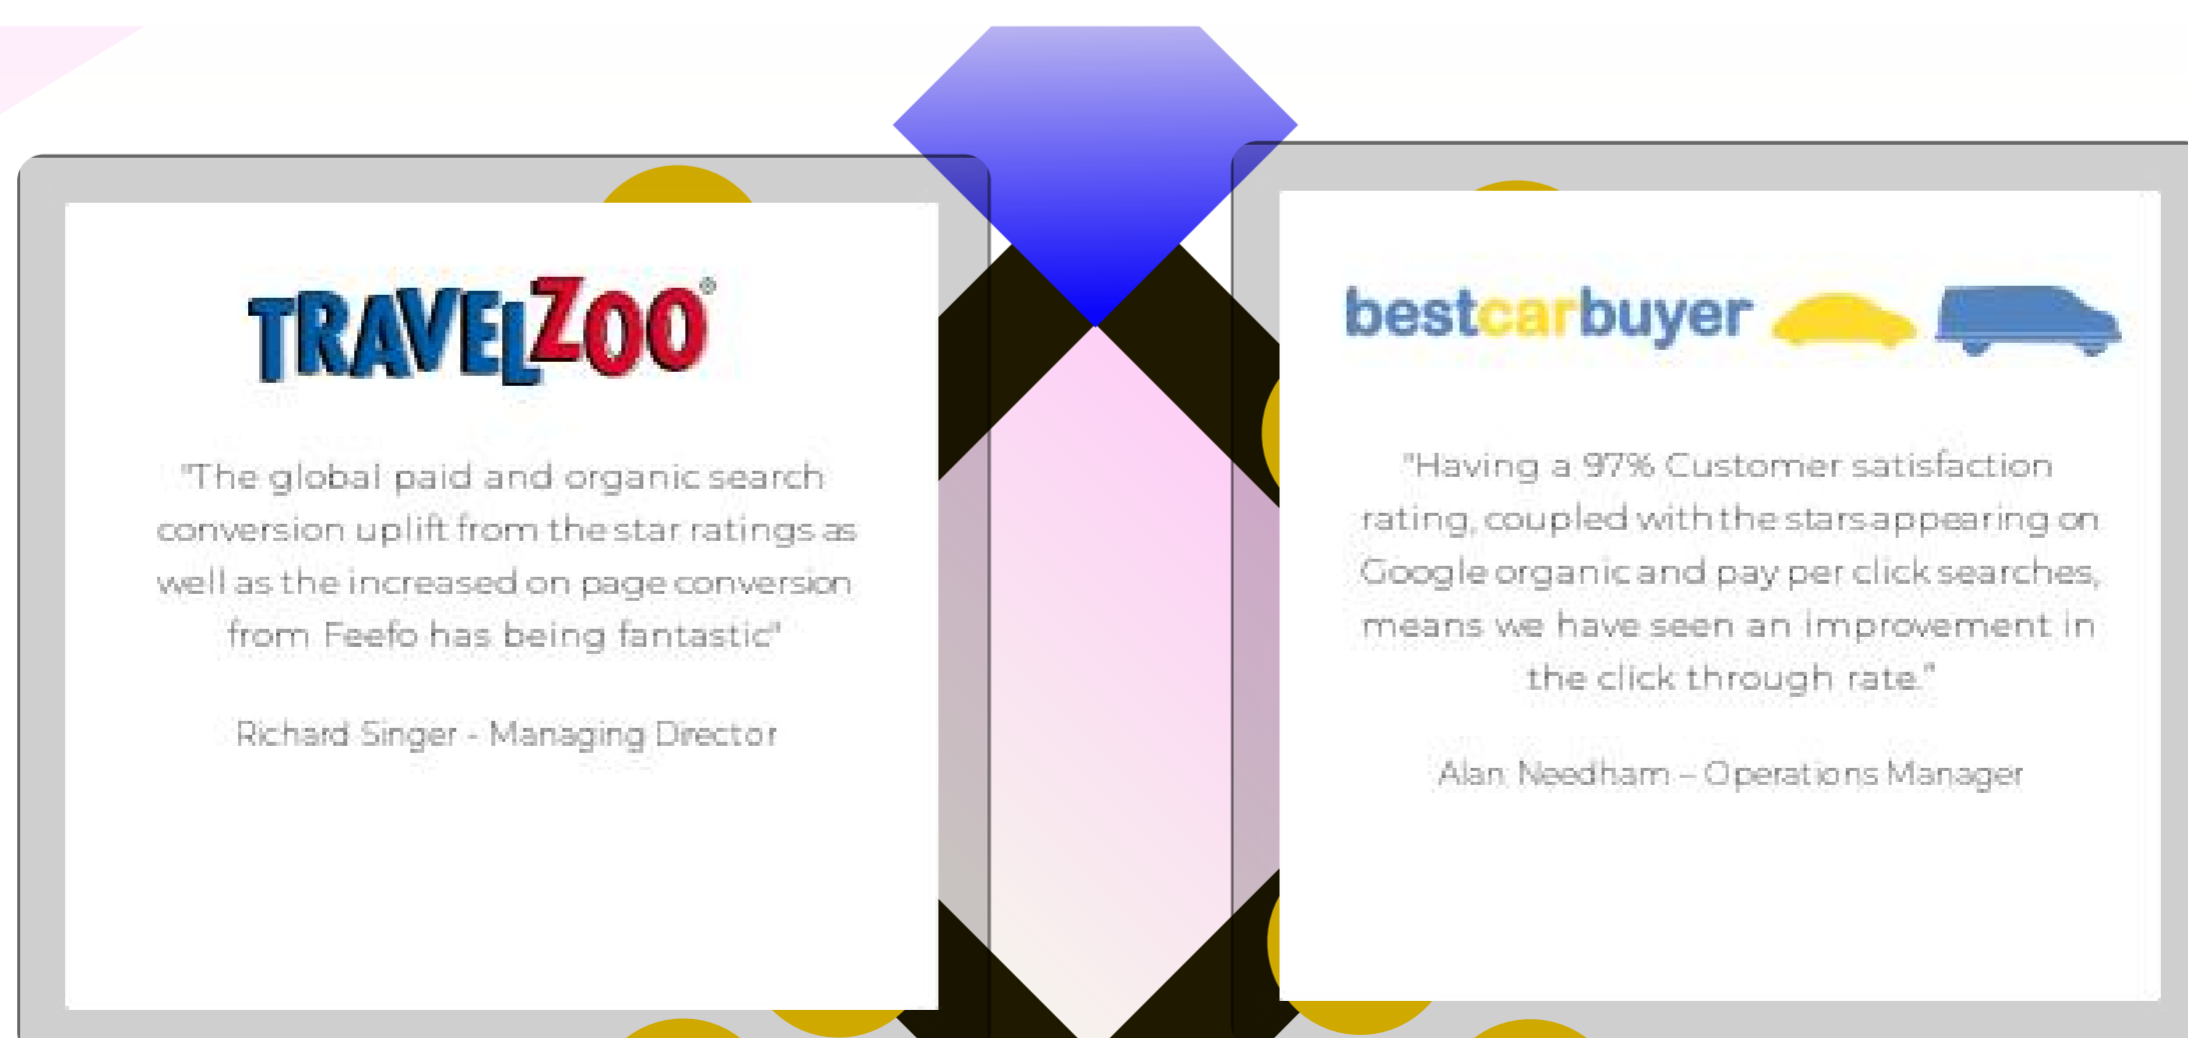 TRAVELZOO®
"The global paid and organic search
conversion uplift from the star ratings as
well as the increased on page conversion
from Feefo has being fantastic"
Richard Singer - Managing Director
bestcarbuyer
"Having a 97% Customer satisfaction
rating, coupled with the stars appearing on
Google organic and pay per click searches,
means we have seen an improvement in
the click through rate."
Alan Needham – Operations Manager